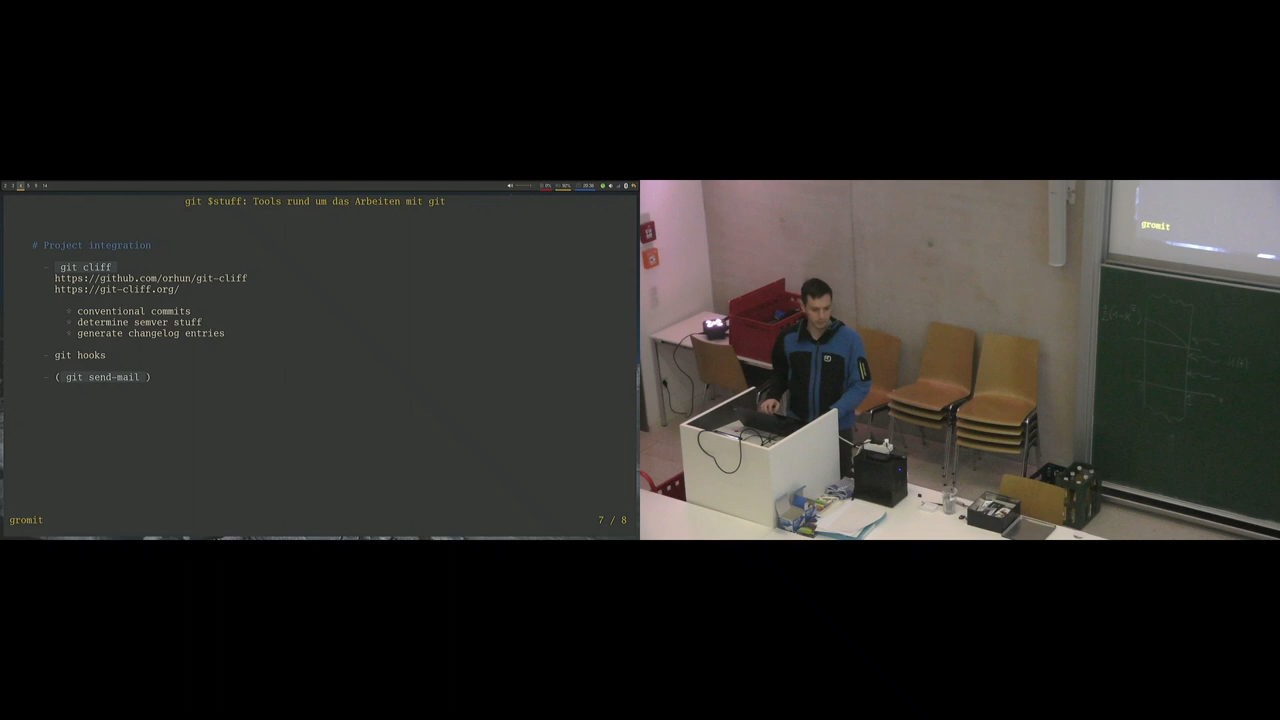 git $stuff: Tools rund um das Arbeiten mit git
# Project integration
- git cliff
https://github.com/orhun/git-cliff
https://git-cliff.org/
conventional commits
determine semver stuff
generate changelog entries
- git hooks
- ( git send-mail )
gromit
7 / 8
gromit